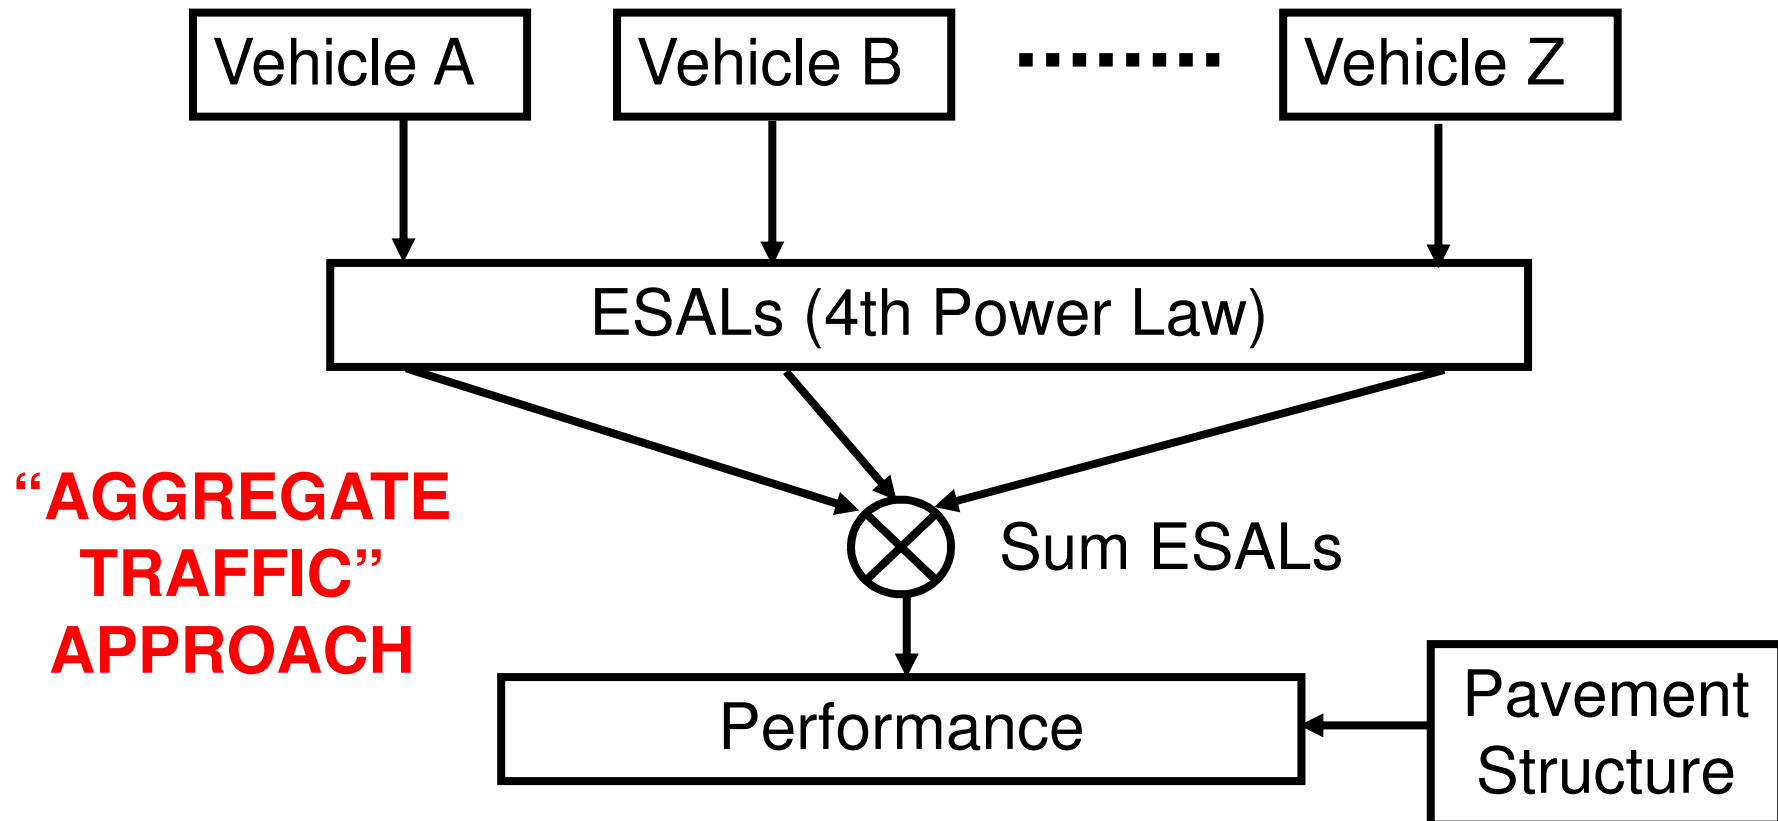 Vehicle A
Vehicle B
Vehicle Z
ESALs (4th Power Law)
“AGGREGATE
TRAFFIC”
APPROACH
Sum ESALs
Performance
Pavement
Structure